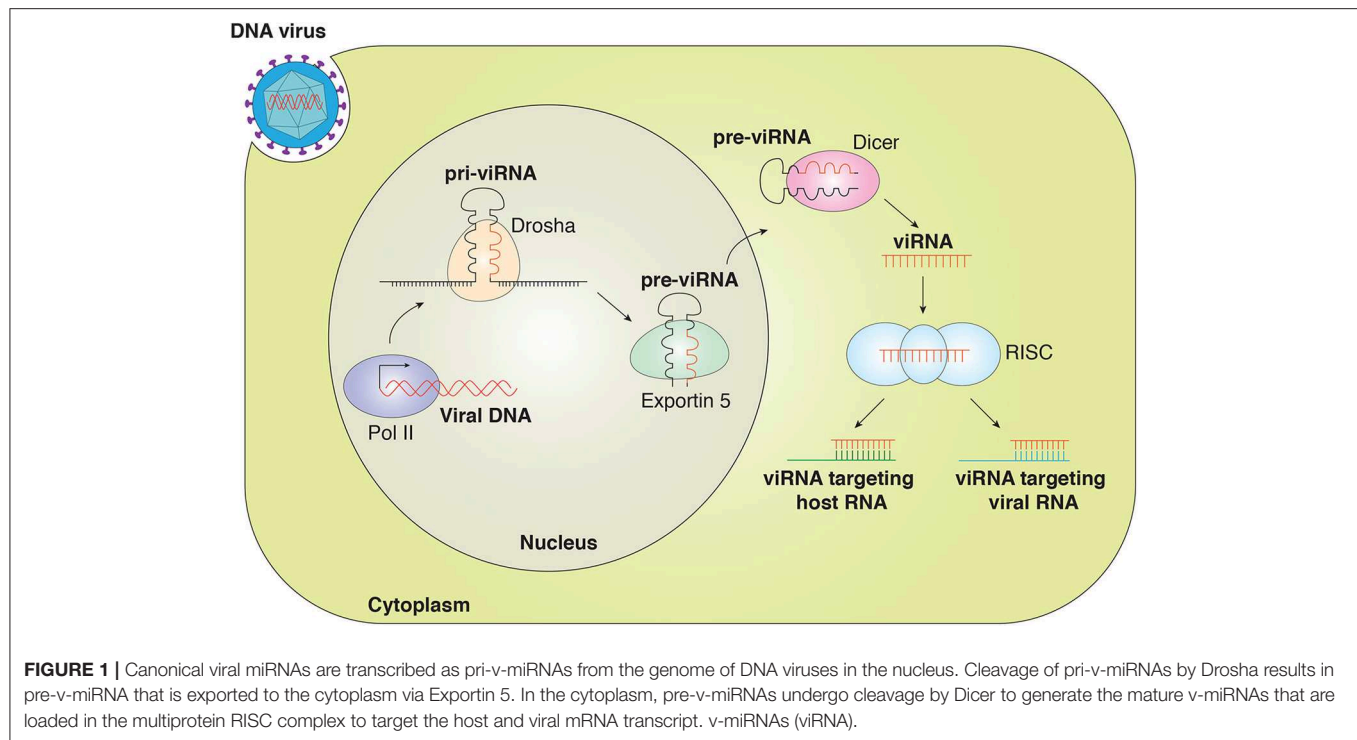 DNA virus
pri-viRNA
Drosha
pre-viRNA
Exportin 5
Pol II
Viral DNA
Nucleus
Cytoplasm
pre-viRNA
Dicer
viRNA
RISC
viRNA targeting
host RNA
viRNA targeting
viral RNA
FIGURE 1 | Canonical viral miRNAs are transcribed as pri-v-miRNAs from the genome of DNA viruses in the nucleus. Cleavage of pri-v-miRNAs by Drosha results in
pre-v-miRNA that is exported to the cytoplasm via Exportin 5. In the cytoplasm, pre-v-miRNAs undergo cleavage by Dicer to generate the mature v-miRNAs that are
loaded in the multiprotein RISC complex to target the host and viral mRNA transcript. v-miRNAs (viRNA).